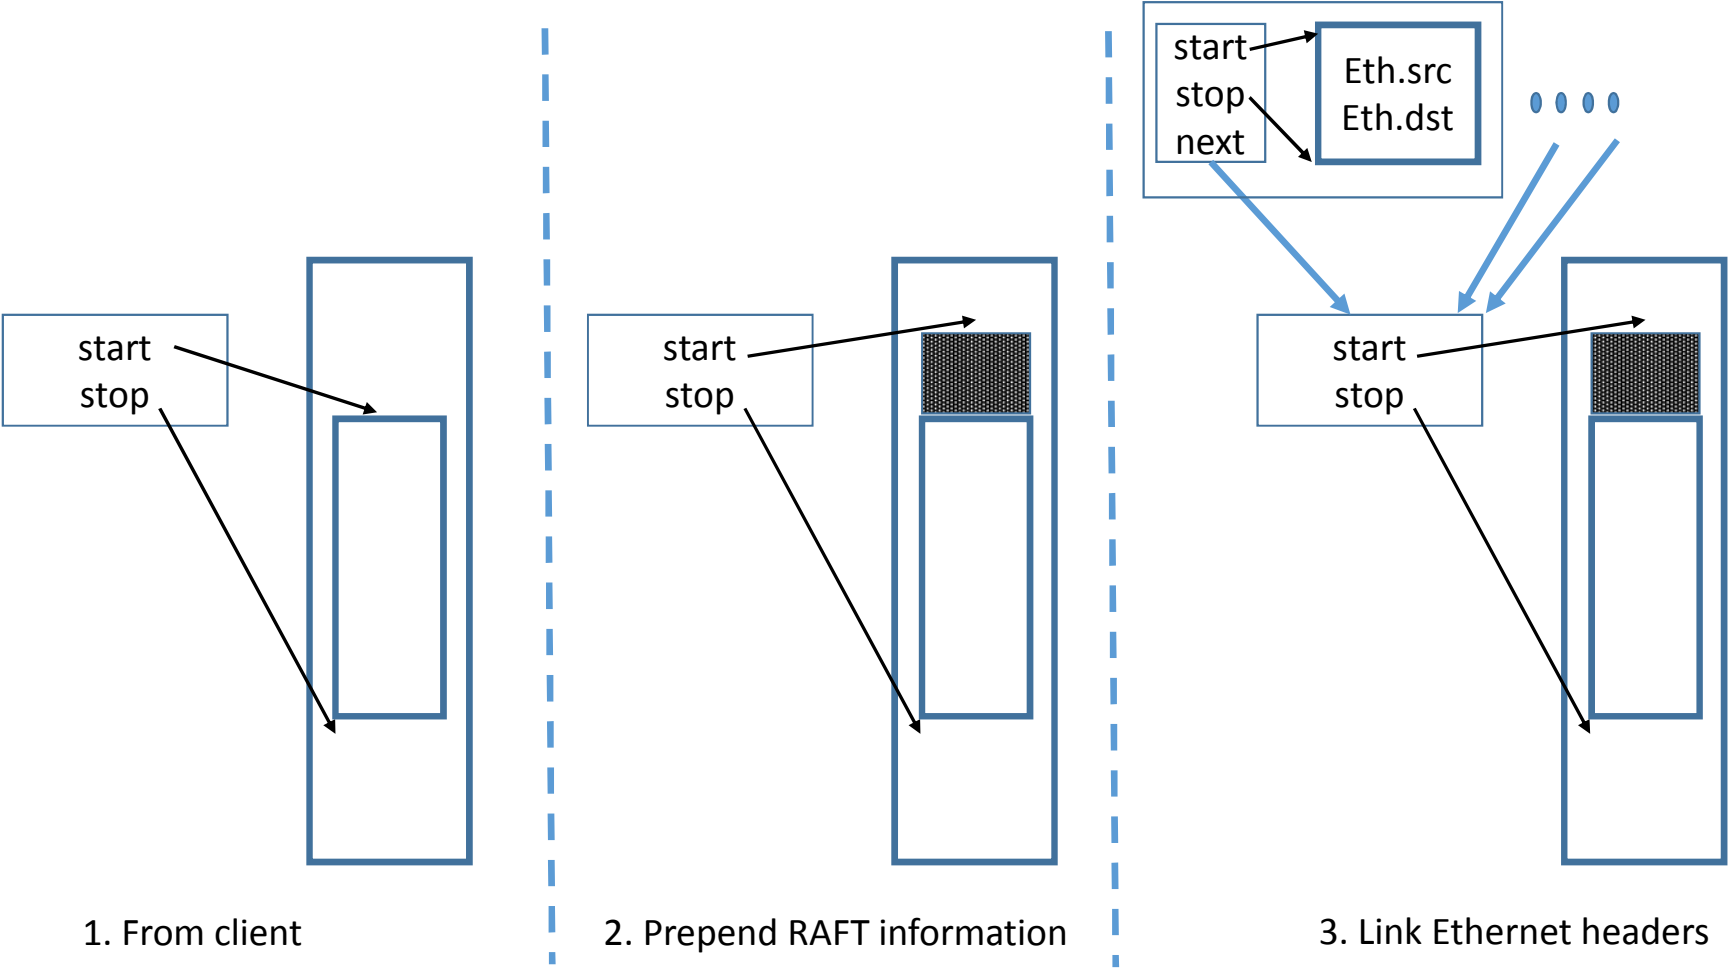 start
stop
1. From client
start
stop
2. Prepend RAFT information
start
stop
next
Eth.src
Eth.dst
start
stop
3. Link Ethernet headers